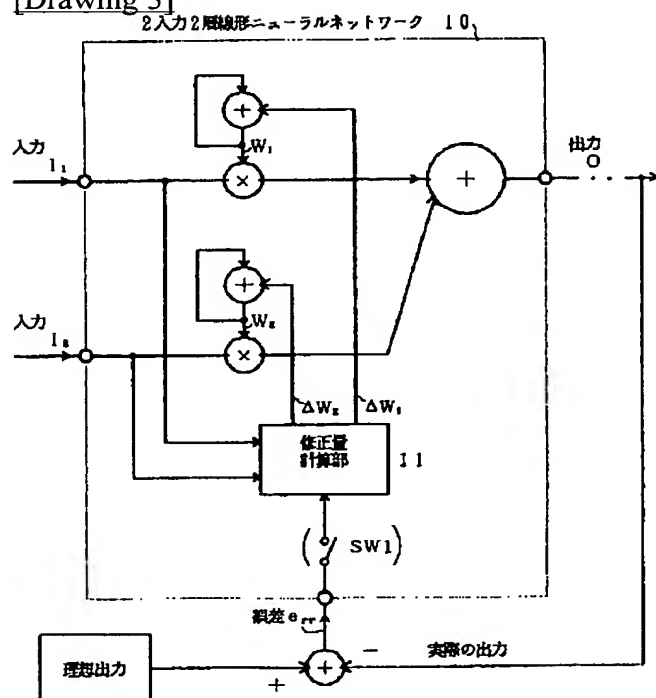 [Drawing 3]
2入力2層線形ニューラルネットワーク 10
+
入力
I₁
W₁
×
+
出力
O
+
入力
I₂
W₂
×
ΔW₂ ΔW₁
修正量
計算部
11
( SW1 )
誤差 e_rr
理想出力
+
+
−
実際の出力